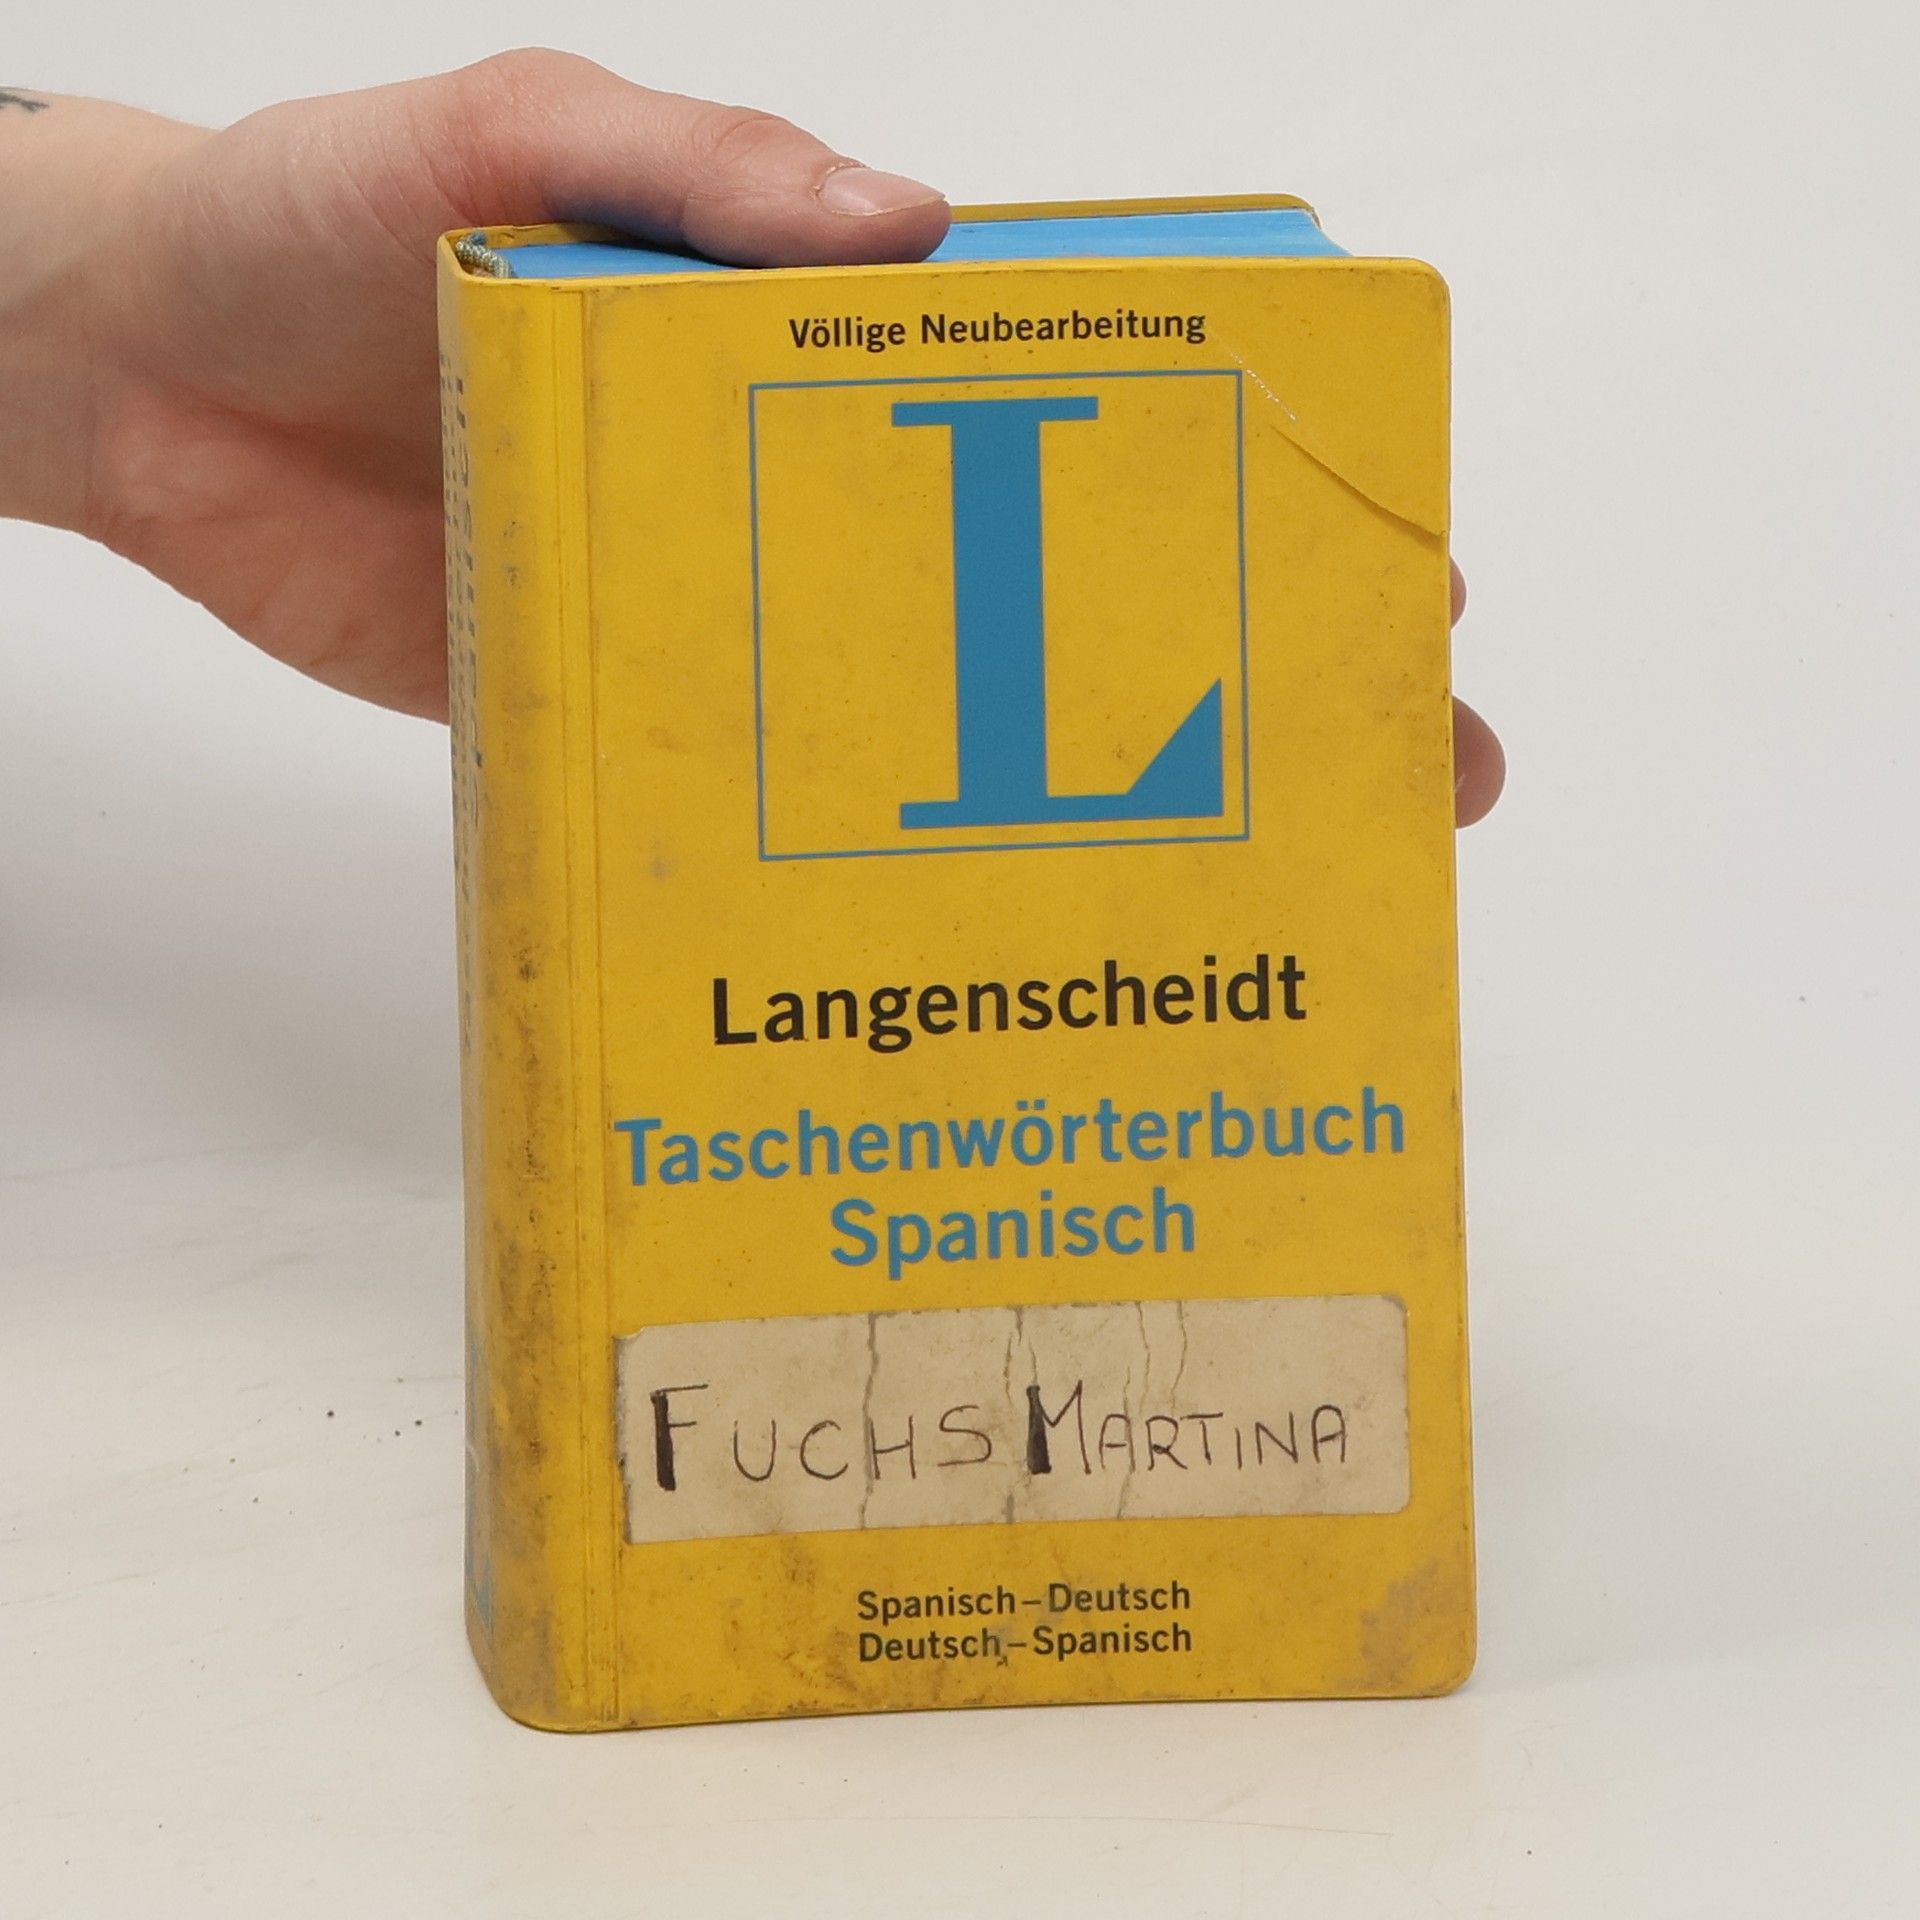 Völlige Neubearbeitung
L
Langenscheidt
Taschenwörterbuch
Spanisch
FUCHS MARTINA
Spanisch–Deutsch
Deutsch–Spanisch